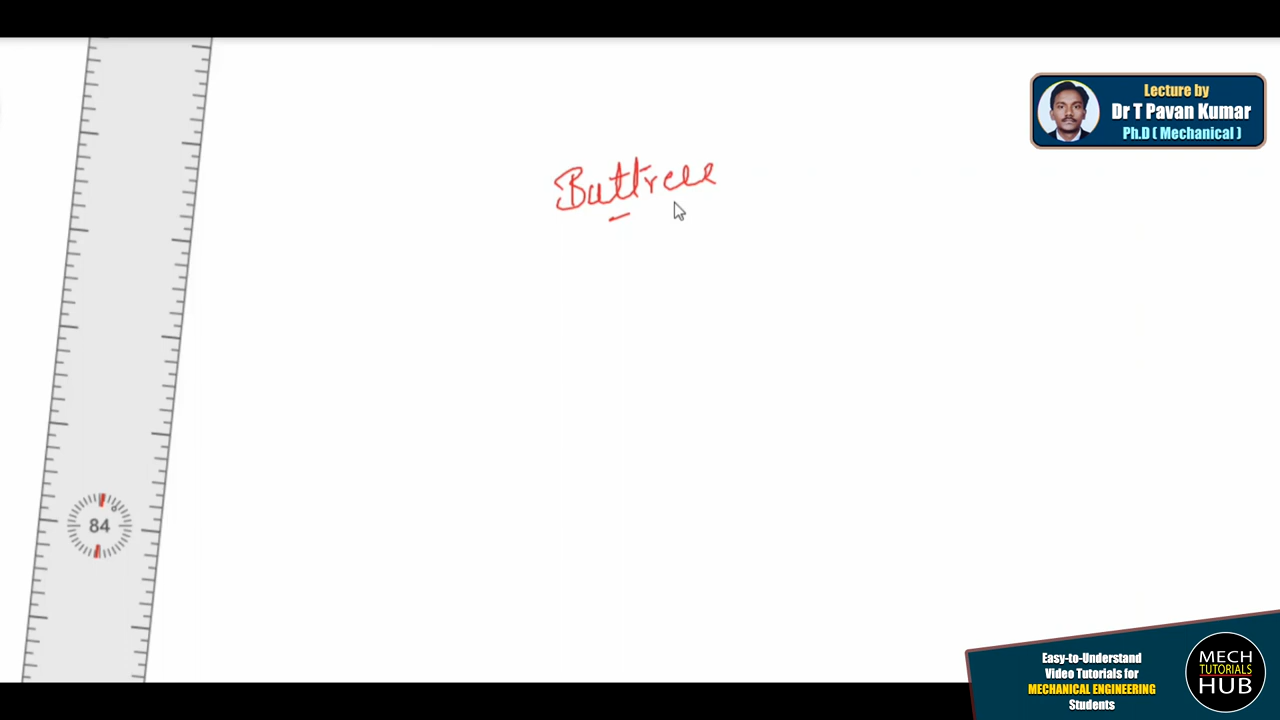 Lecture by
Dr T Pavan Kumar
Ph.D ( Mechanical )
Buttress
84°
Easy-to-Understand
Video Tutorials for
MECHANICAL ENGINEERING
Students
MECH
TUTORIALS
HUB